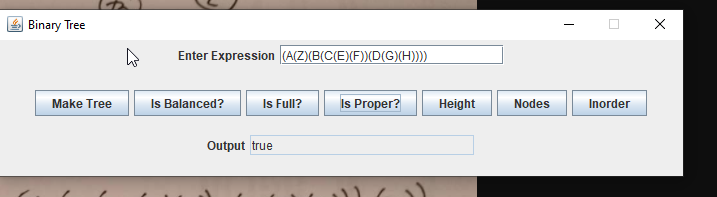 Binary Tree
Enter Expression (A(Z)(B(C(E)(F))(D(G)(H))))
Make Tree Is Balanced? Is Full? Is Proper? Height Nodes Inorder
Output true